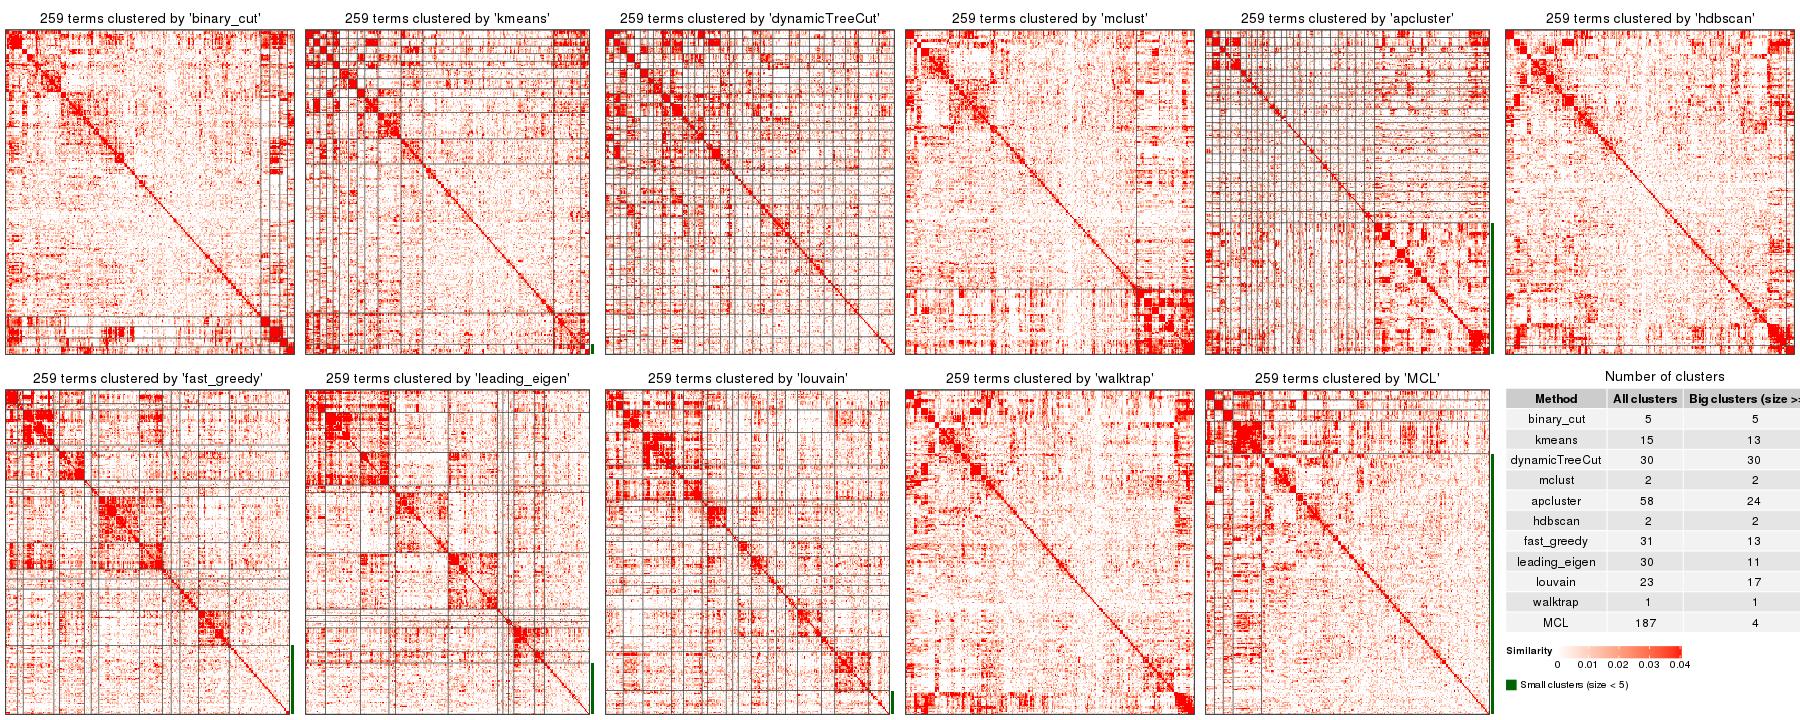 259 terms clustered by 'binary_cut'
259 terms clustered by 'kmeans'
259 terms clustered by 'dynamicTreeCut'
259 terms clustered by 'mclust'
259 terms clustered by 'apcluster'
259 terms clustered by 'hdbscan'
259 terms clustered by 'fast_greedy'
259 terms clustered by 'leading_eigen'
259 terms clustered by 'louvain'
259 terms clustered by 'walktrap'
259 terms clustered by 'MCL'
Number of clusters
Method All clusters Big clusters (size >=
binary_cut 5 5
kmeans 15 13
dynamicTreeCut 30 30
mclust 2 2
apcluster 58 24
hdbscan 2 2
fast_greedy 31 13
leading_eigen 30 11
louvain 23 17
walktrap 1 1
MCL 187 4
Similarity
0 0.01 0.02 0.03 0.04
Small clusters (size < 5)